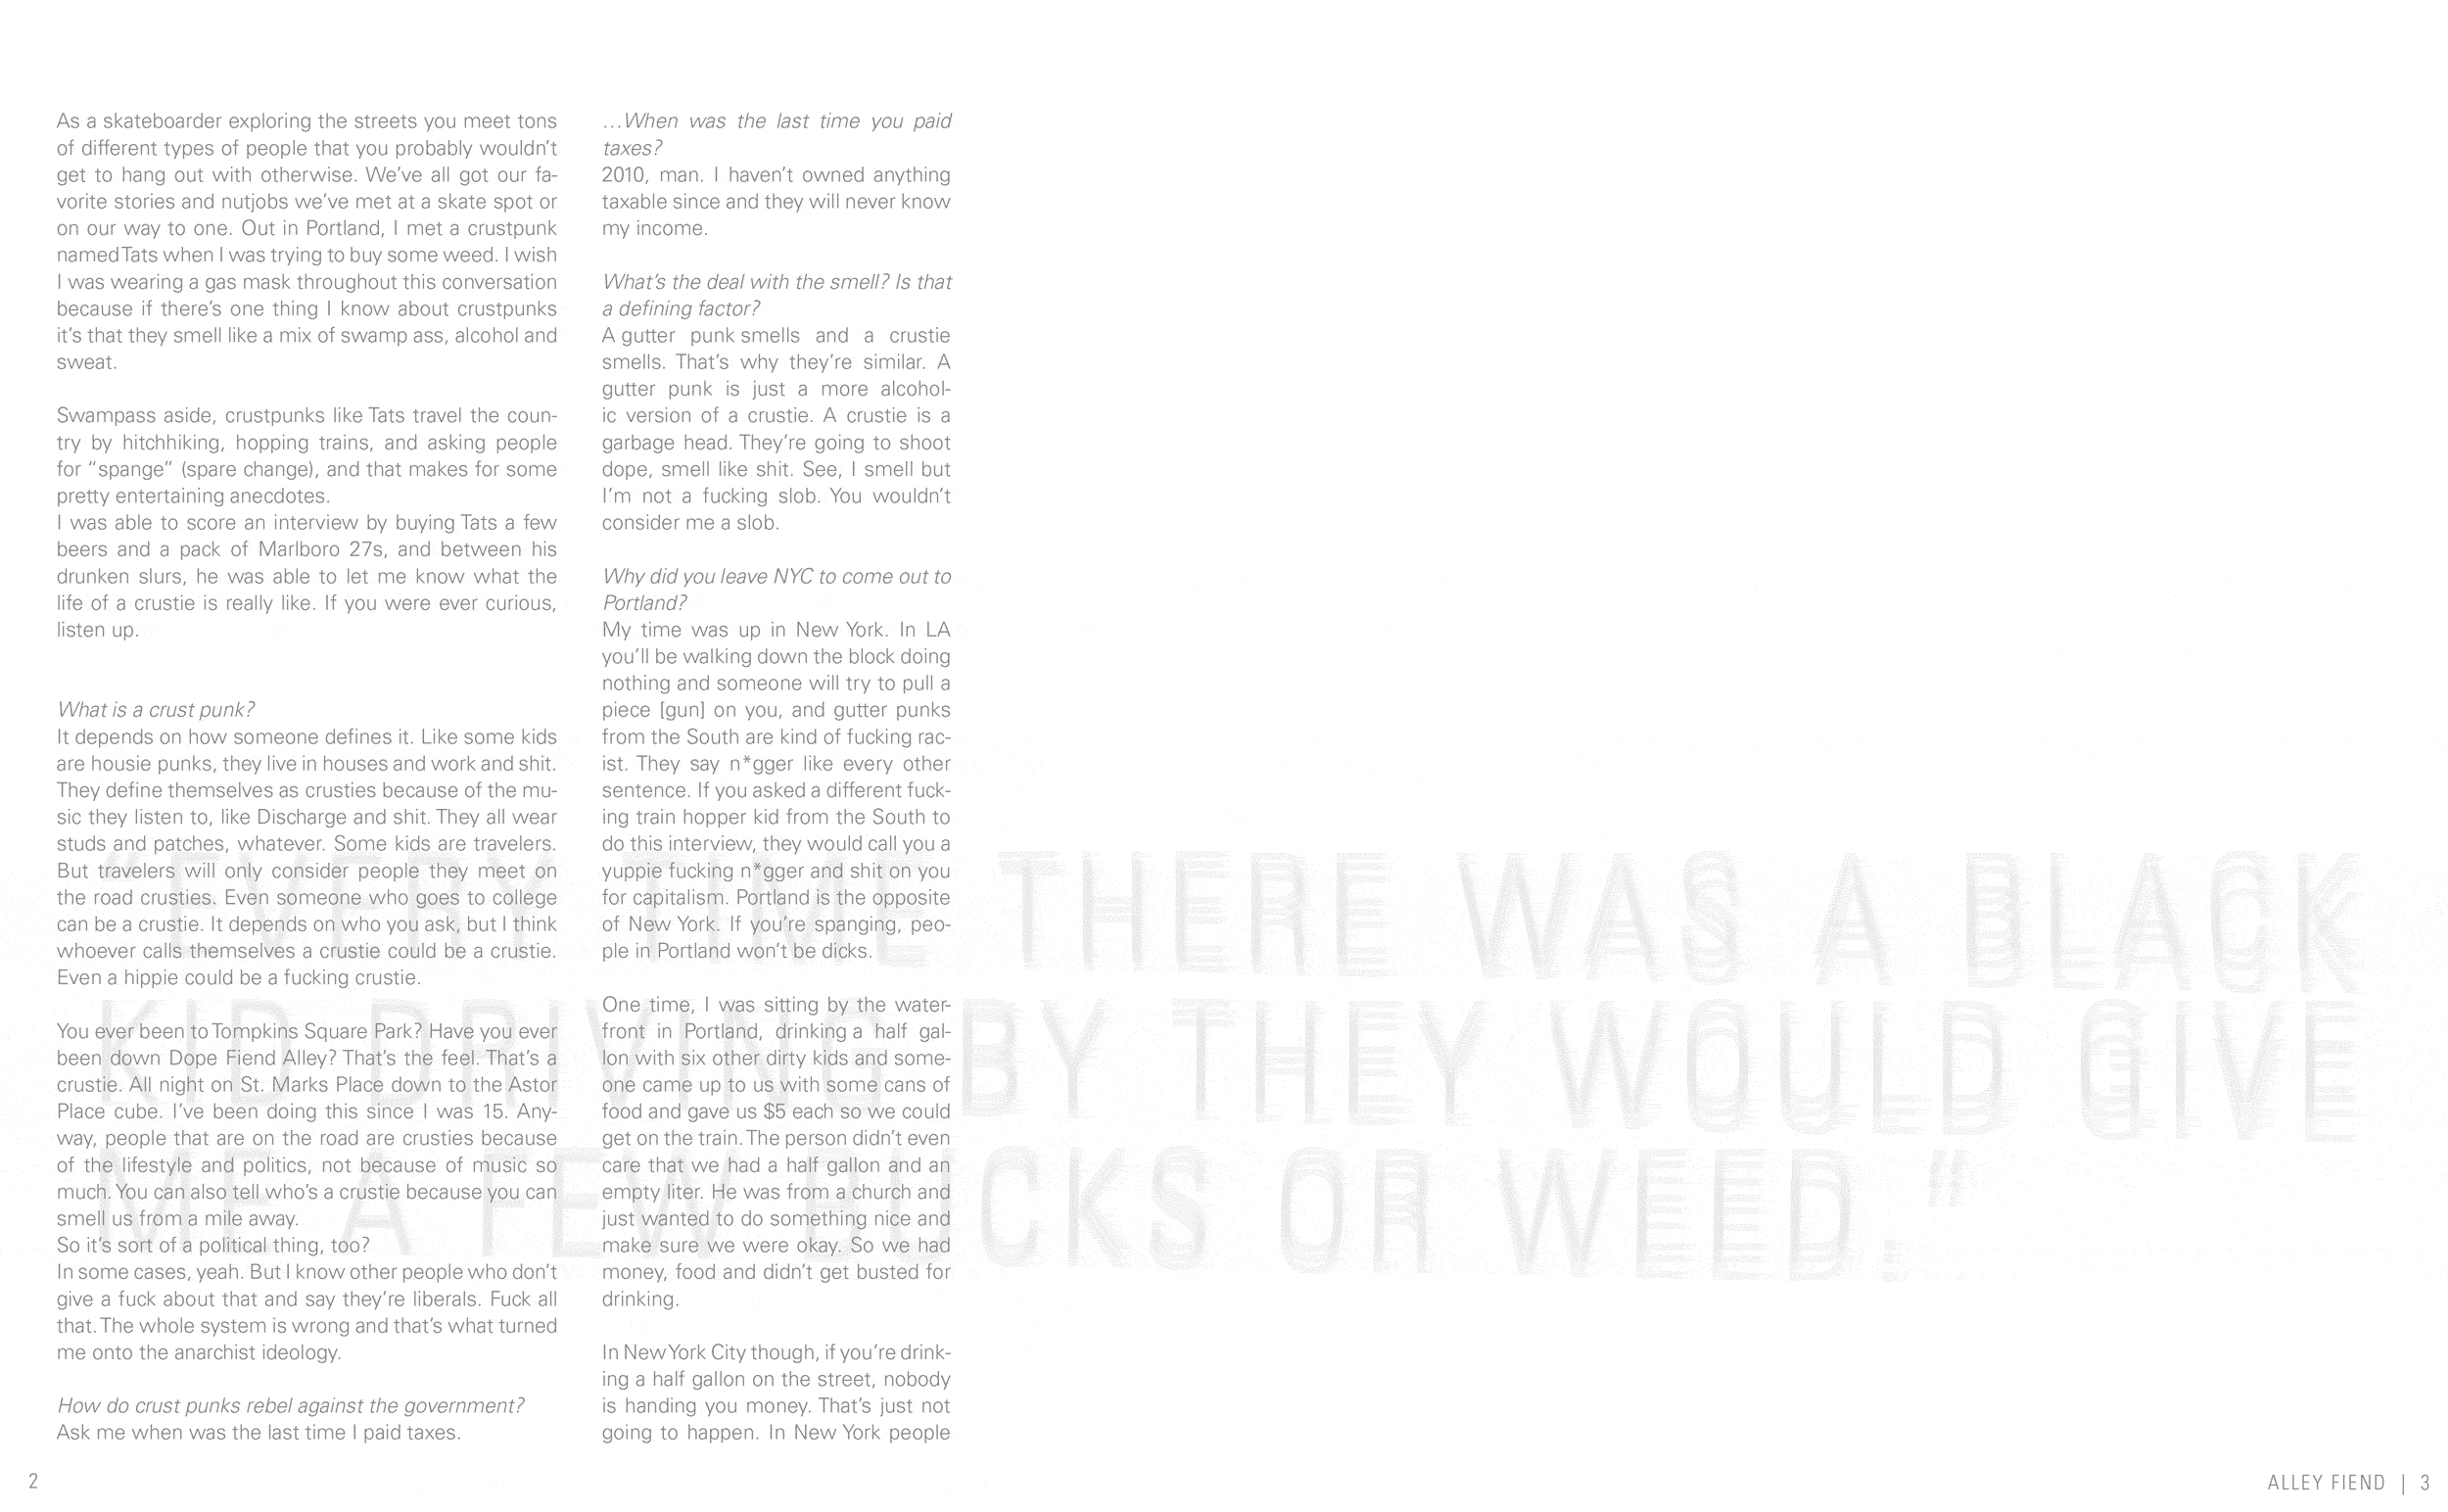 As a skateboarder exploring the streets you meet tons
of different types of people that you probably wouldn’t
get to hang out with otherwise. We’ve all got our fa-
vorite stories and nutjobs we’ve met at a skate spot or
on our way to one. Out in Portland, I met a crustpunk
named Tats when I was trying to buy some weed. I wish
I was wearing a gas mask throughout this conversation
because if there’s one thing I know about crustpunks
it’s that they smell like a mix of swamp ass, alcohol and
sweat.
Swampass aside, crustpunks like Tats travel the coun-
try by hitchhiking, hopping trains, and asking people
for “spange” (spare change), and that makes for some
pretty entertaining anecdotes.
I was able to score an interview by buying Tats a few
beers and a pack of Marlboro 27s, and between his
drunken slurs, he was able to let me know what the
life of a crustie is really like. If you were ever curious,
listen up.
What is a crust punk?
It depends on how someone defines it. Like some kids
are housie punks, they live in houses and work and shit.
They define themselves as crusties because of the mu-
sic they listen to, like Discharge and shit. They all wear
studs and patches, whatever. Some kids are travelers.
But travelers will only consider people they meet on
the road crusties. Even someone who goes to college
can be a crustie. It depends on who you ask, but I think
whoever calls themselves a crustie could be a crustie.
Even a hippie could be a fucking crustie.
You ever been to Tompkins Square Park? Have you ever
been down Dope Fiend Alley? That’s the feel. That’s a
crustie. All night on St. Marks Place down to the Astor
Place cube. I’ve been doing this since I was 15. Any-
way, people that are on the road are crusties because
of the lifestyle and politics, not because of music so
much. You can also tell who’s a crustie because you can
smell us from a mile away.
So it’s sort of a political thing, too?
In some cases, yeah. But I know other people who don’t
give a fuck about that and say they’re liberals. Fuck all
that. The whole system is wrong and that’s what turned
me onto the anarchist ideology.
How do crust punks rebel against the government?
Ask me when was the last time I paid taxes.
…When was the last time you paid
taxes?
2010, man. I haven’t owned anything
taxable since and they will never know
my income.
What’s the deal with the smell? Is that
a defining factor?
A gutter punk smells and a crustie
smells. That’s why they’re similar. A
gutter punk is just a more alcohol-
ic version of a crustie. A crustie is a
garbage head. They’re going to shoot
dope, smell like shit. See, I smell but
I’m not a fucking slob. You wouldn’t
consider me a slob.
Why did you leave NYC to come out to
Portland?
My time was up in New York. In LA
you’ll be walking down the block doing
nothing and someone will try to pull a
piece [gun] on you, and gutter punks
from the South are kind of fucking rac-
ist. They say n*gger like every other
sentence. If you asked a different fuck-
ing train hopper kid from the South to
do this interview, they would call you a
yuppie fucking n*gger and shit on you
for capitalism. Portland is the opposite
of New York. If you’re spanging, peo-
ple in Portland won’t be dicks.
One time, I was sitting by the water-
front in Portland, drinking a half gal-
lon with six other dirty kids and some-
one came up to us with some cans of
food and gave us $5 each so we could
get on the train. The person didn’t even
care that we had a half gallon and an
empty liter. He was from a church and
just wanted to do something nice and
make sure we were okay. So we had
money, food and didn’t get busted for
drinking.
In New York City though, if you’re drink-
ing a half gallon on the street, nobody
is handing you money. That’s just not
going to happen. In New York people
“EVERY TIME THERE WAS A BLACK
KID DRIVING BY THEY WOULD GIVE
ME A FEW BUCKS OR WEED.”
2
ALLEY FIEND | 3